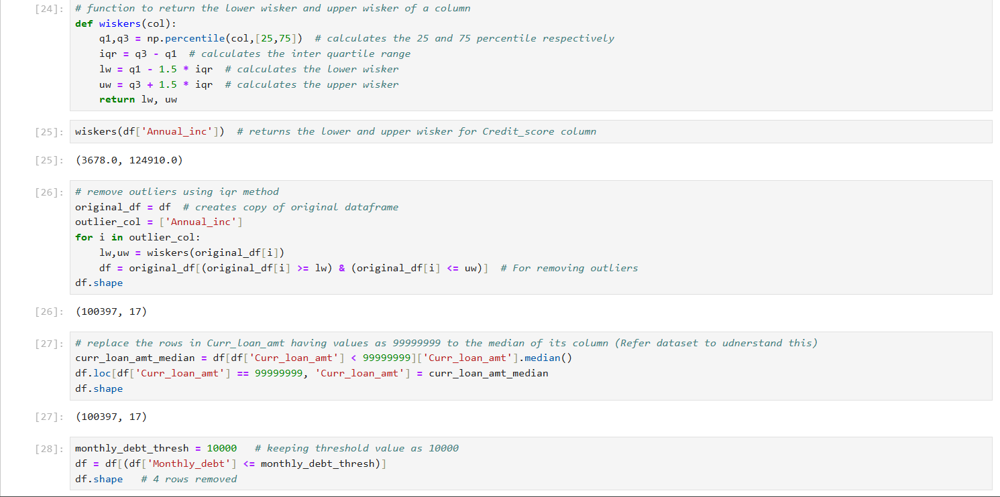 [24]: # function to return the lower wisker and upper wisker of a column
def wiskers(col):
    q1,q3 = np.percentile(col,[25,75])  # calculates the 25 and 75 percentile respectively
    iqr = q3 - q1  # calculates the inter quartile range
    lw = q1 - 1.5 * iqr  # calculates the lower wisker
    uw = q3 + 1.5 * iqr  # calculates the upper wisker
    return lw, uw
[25]: wiskers(df['Annual_inc'])  # returns the lower and upper wisker for Credit_score column
[25]: (3678.0, 124910.0)
[26]: # remove outliers using iqr method
original_df = df  # creates copy of original dataframe
outlier_col = ['Annual_inc']
for i in outlier_col:
    lw,uw = wiskers(original_df[i])
    df = original_df[(original_df[i] >= lw) & (original_df[i] <= uw)]  # For removing outliers
df.shape
[26]: (100397, 17)
[27]: # replace the rows in Curr_loan_amt having values as 99999999 to the median of its column (Refer dataset to udnerstand this)
curr_loan_amt_median = df[df['Curr_loan_amt'] < 99999999]['Curr_loan_amt'].median()
df.loc[df['Curr_loan_amt'] == 99999999, 'Curr_loan_amt'] = curr_loan_amt_median
df.shape
[27]: (100397, 17)
[28]: monthly_debt_thresh = 10000   # keeping threshold value as 10000
df = df[(df['Monthly_debt'] <= monthly_debt_thresh)]
df.shape   # 4 rows removed